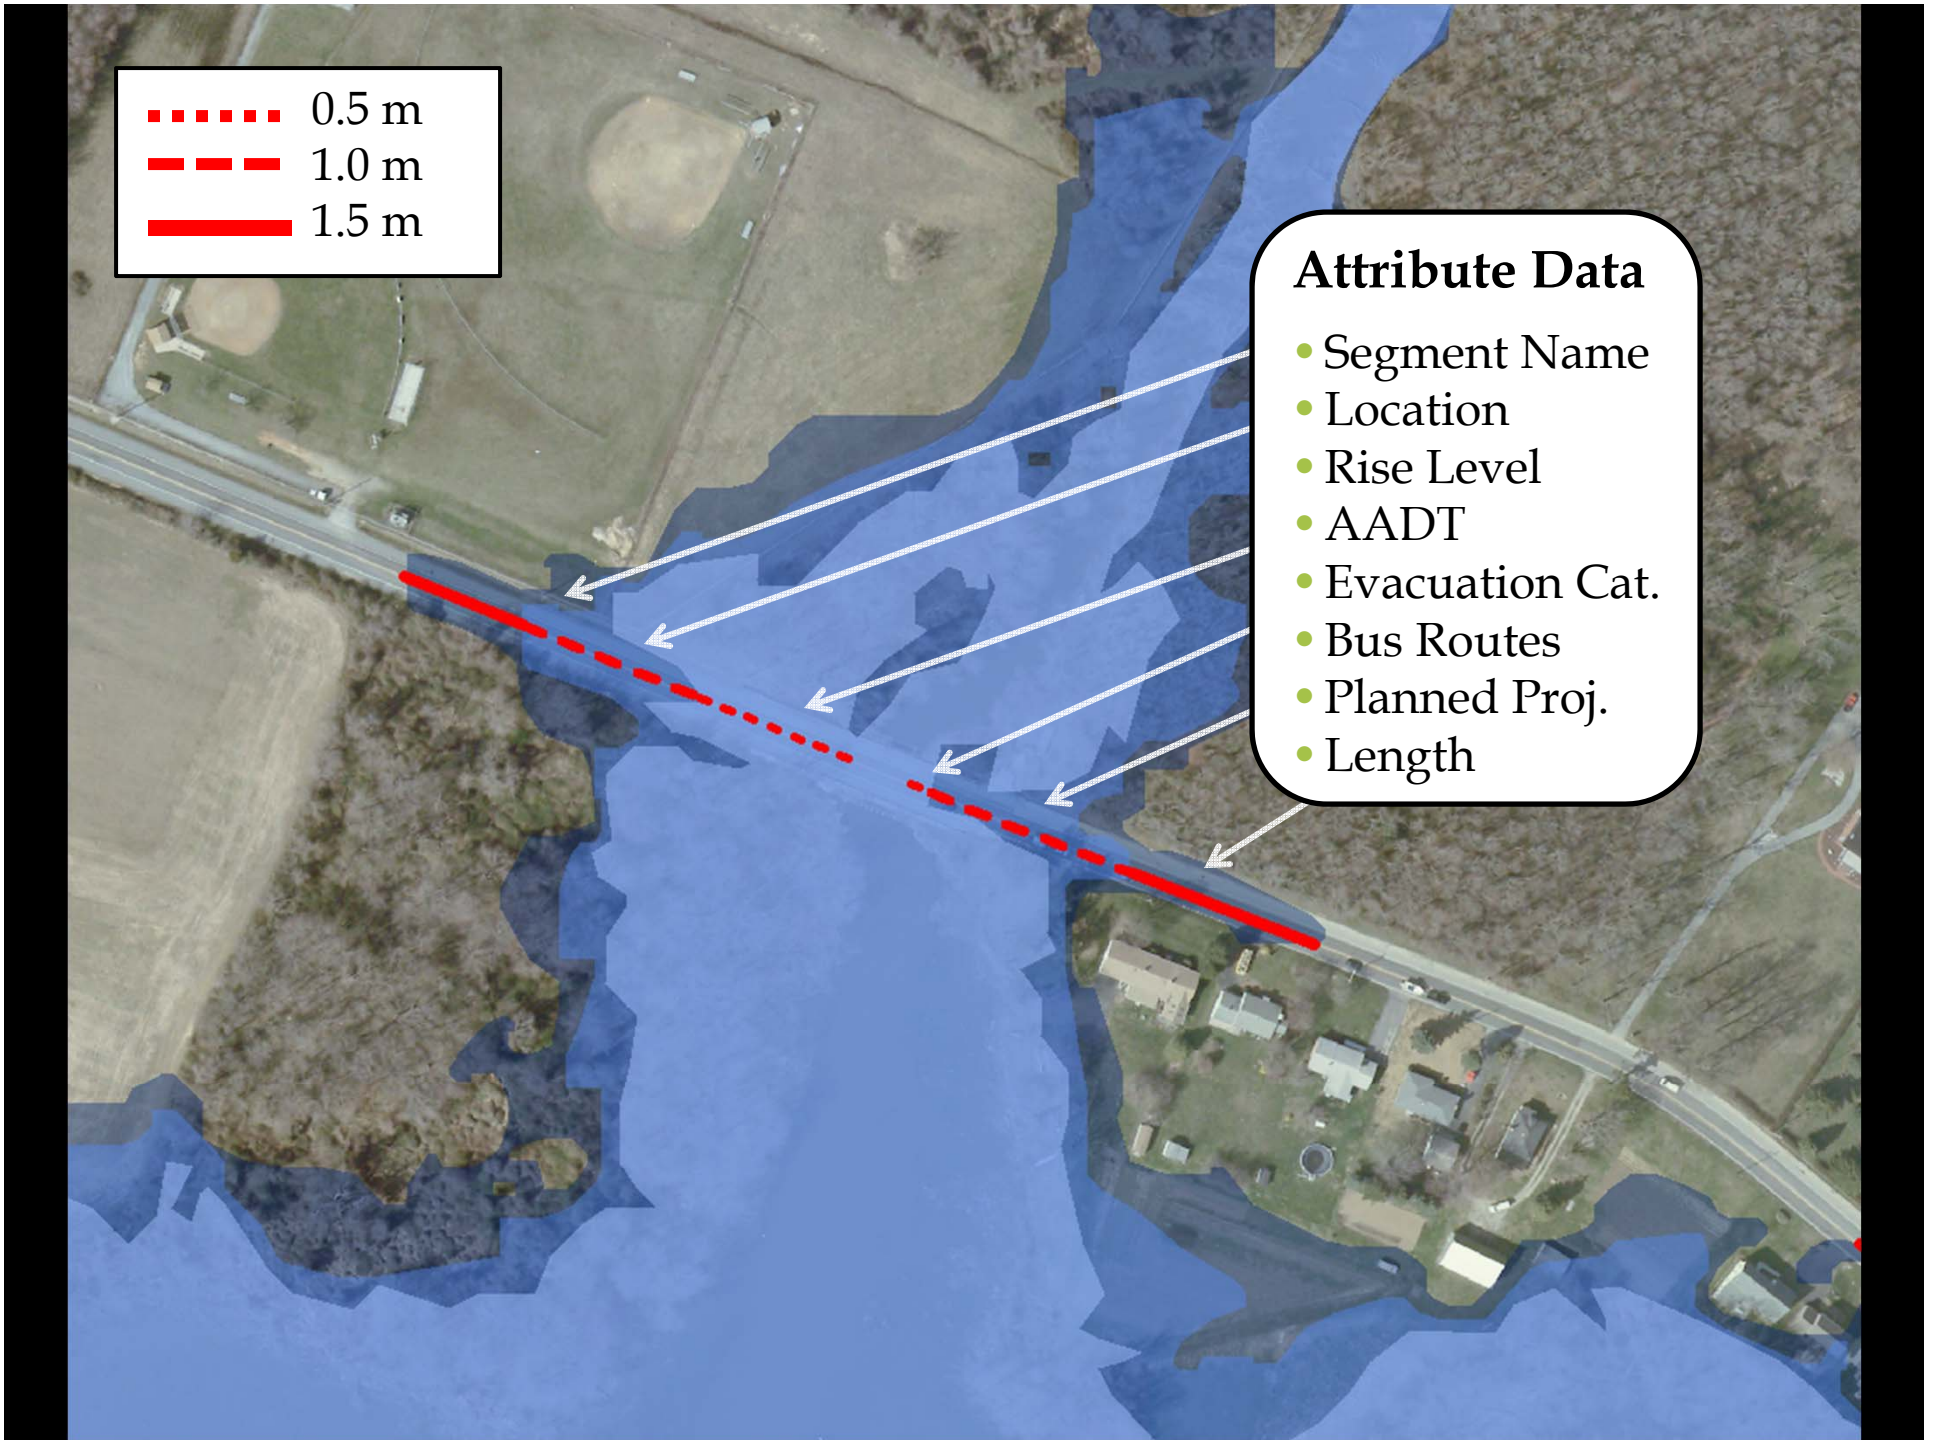 0.5 m
1.0 m
1.5 m
Attribute Data
• Segment Name
• Location
• Rise Level
• AADT
• Evacuation Cat.
• Bus Routes
• Planned Proj.
• Length